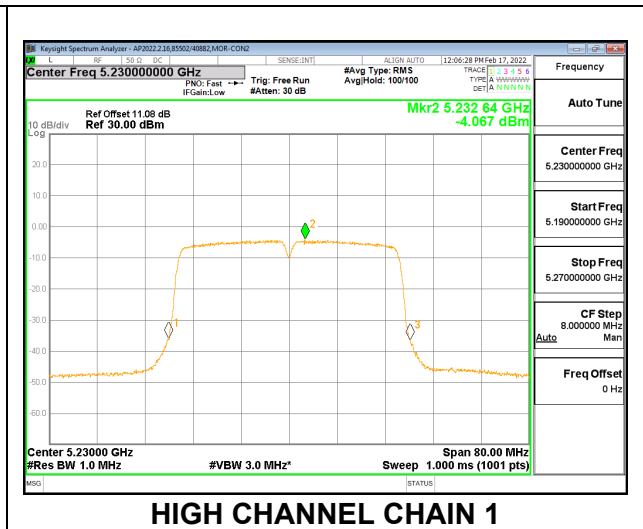 Keysight Spectrum Analyzer - AP2022.2.16,85502/40882,MOR-CON2
L RF 50 Ω DC SENSE:INT ALIGN AUTO 12:06:28 PM Feb 17, 2022
Center Freq 5.230000000 GHz
PNO: Fast
IFGain:Low
Trig: Free Run
#Atten: 30 dB
#Avg Type: RMS
Avg|Hold: 100/100
TRACE 1 2 3 4 5 6
TYPE A WWWWW
DET A N N N N N
Frequency
Ref Offset 11.08 dB
10 dB/div Ref 30.00 dBm
Log
Mkr2 5.232 64 GHz
-4.067 dBm
20.0
10.0
0.00
-10.0
-20.0
-30.0
-40.0
-50.0
-60.0
1
2
3
Center 5.23000 GHz Span 80.00 MHz
#Res BW 1.0 MHz #VBW 3.0 MHz* Sweep 1.000 ms (1001 pts)
MSG STATUS
Auto Tune
Center Freq
5.230000000 GHz
Start Freq
5.190000000 GHz
Stop Freq
5.270000000 GHz
CF Step
8.000000 MHz
Auto Man
Freq Offset
0 Hz
HIGH CHANNEL CHAIN 1